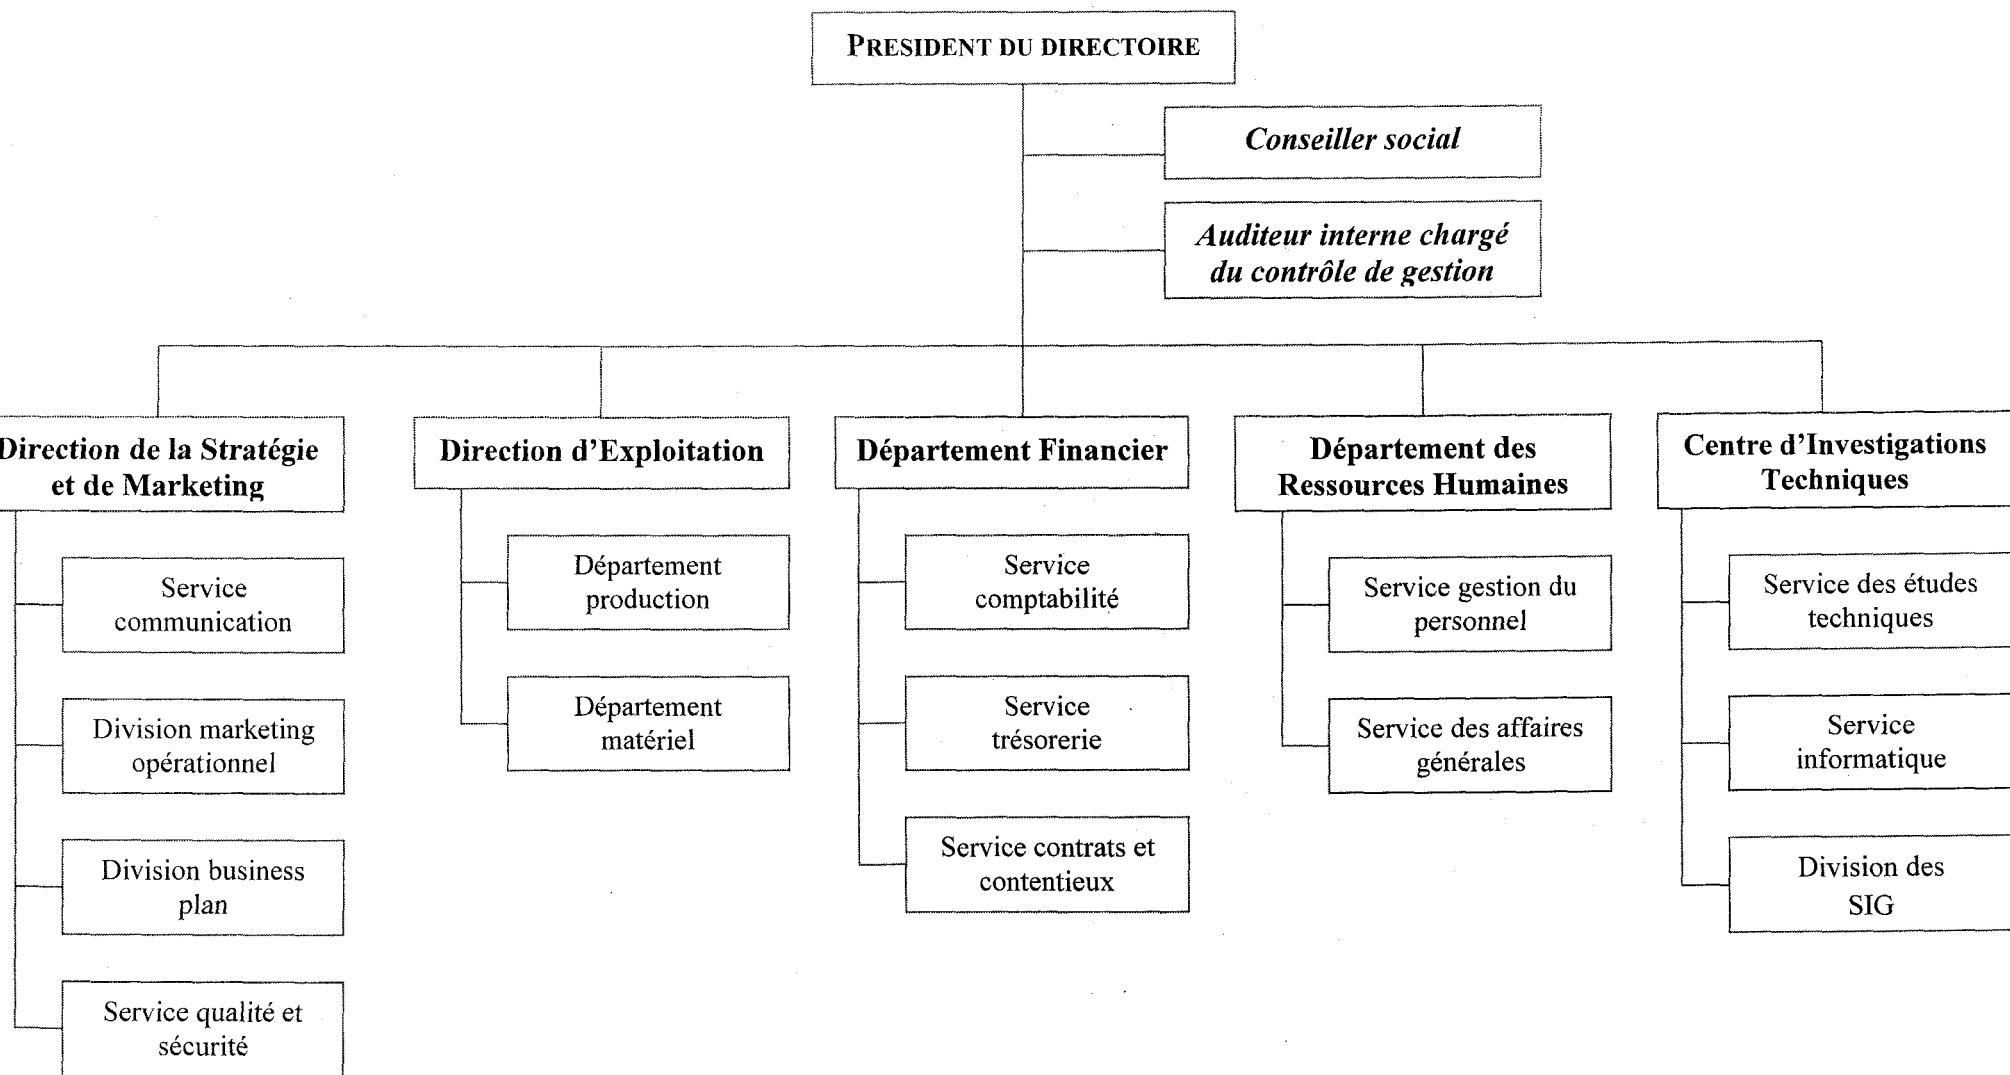 PRESIDENT DU DIRECTOIRE
Conseiller social
Auditeur interne chargé
du contrôle de gestion
Direction de la Stratégie
et de Marketing
Service
communication
Division marketing
opérationnel
Division business
plan
Service qualité et
sécurité
Direction d'Exploitation
Département
production
Département
matériel
Département Financier
Service
comptabilité
Service
trésorerie
Service contrats et
contentieux
Département des
Ressources Humaines
Service gestion du
personnel
Service des affaires
générales
Centre d'Investigations
Techniques
Service des études
techniques
Service
informatique
Division des
SIG